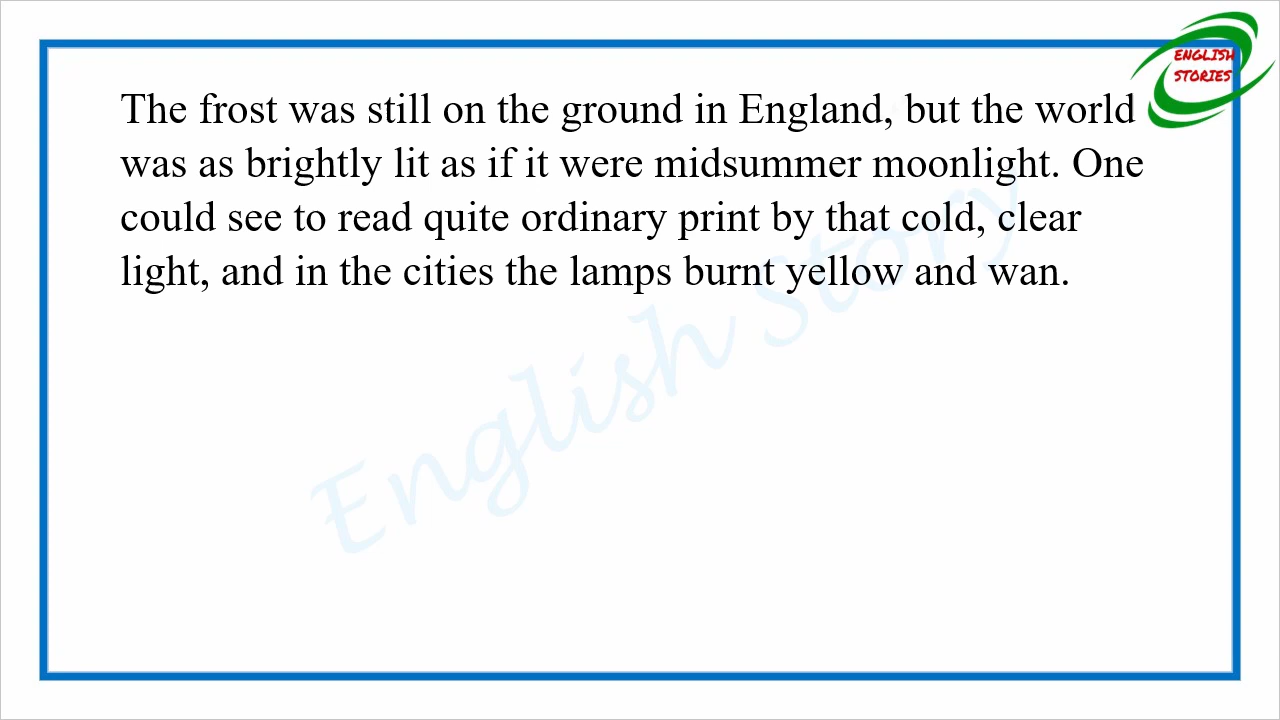 ENGLISH
STORIES
The frost was still on the ground in England, but the world
was as brightly lit as if it were midsummer moonlight. One
could see to read quite ordinary print by that cold, clear
light, and in the cities the lamps burnt yellow and wan.
English Story